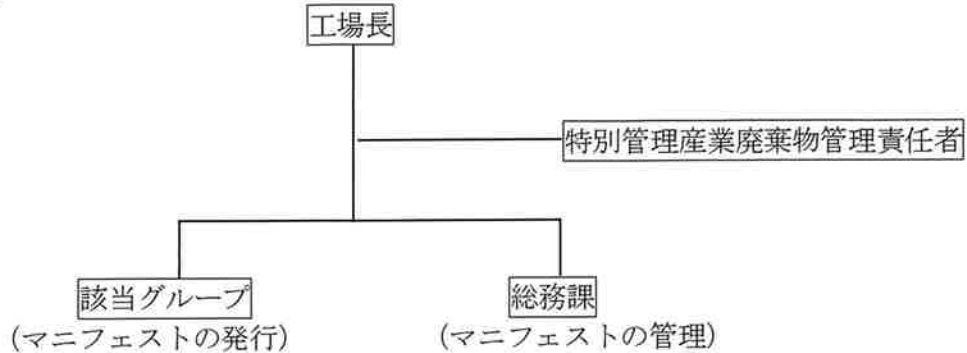 工場長
特別管理産業廃棄物管理責任者
該当グループ
総務課
(マニフェストの発行)
(マニフェストの管理)